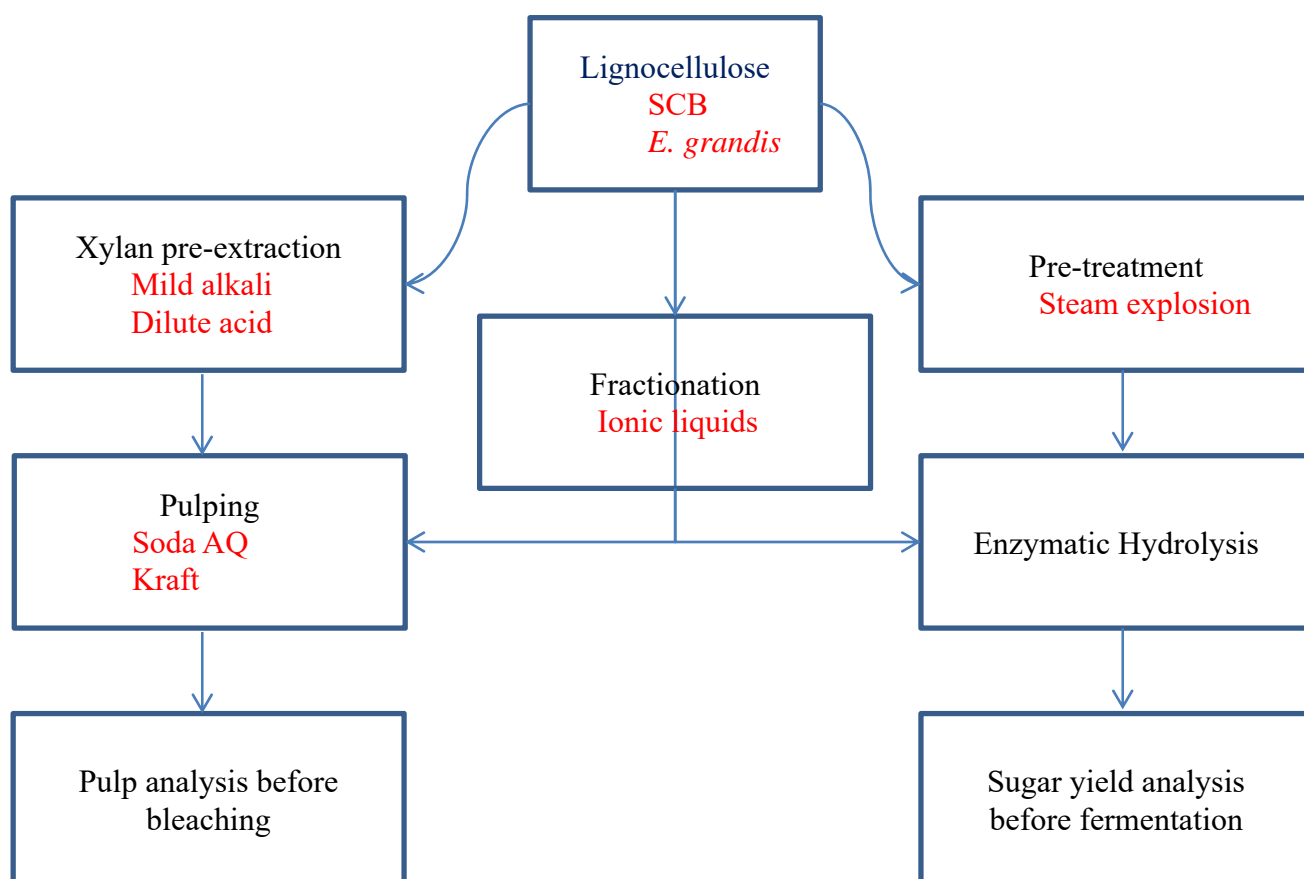 Lignocellulose
SCB
E. grandis
Xylan pre-extraction
Mild alkali
Dilute acid
Pre-treatment
Steam explosion
Fractionation
Ionic liquids
Pulping
Soda AQ
Kraft
Enzymatic Hydrolysis
Pulp analysis before
bleaching
Sugar yield analysis
before fermentation